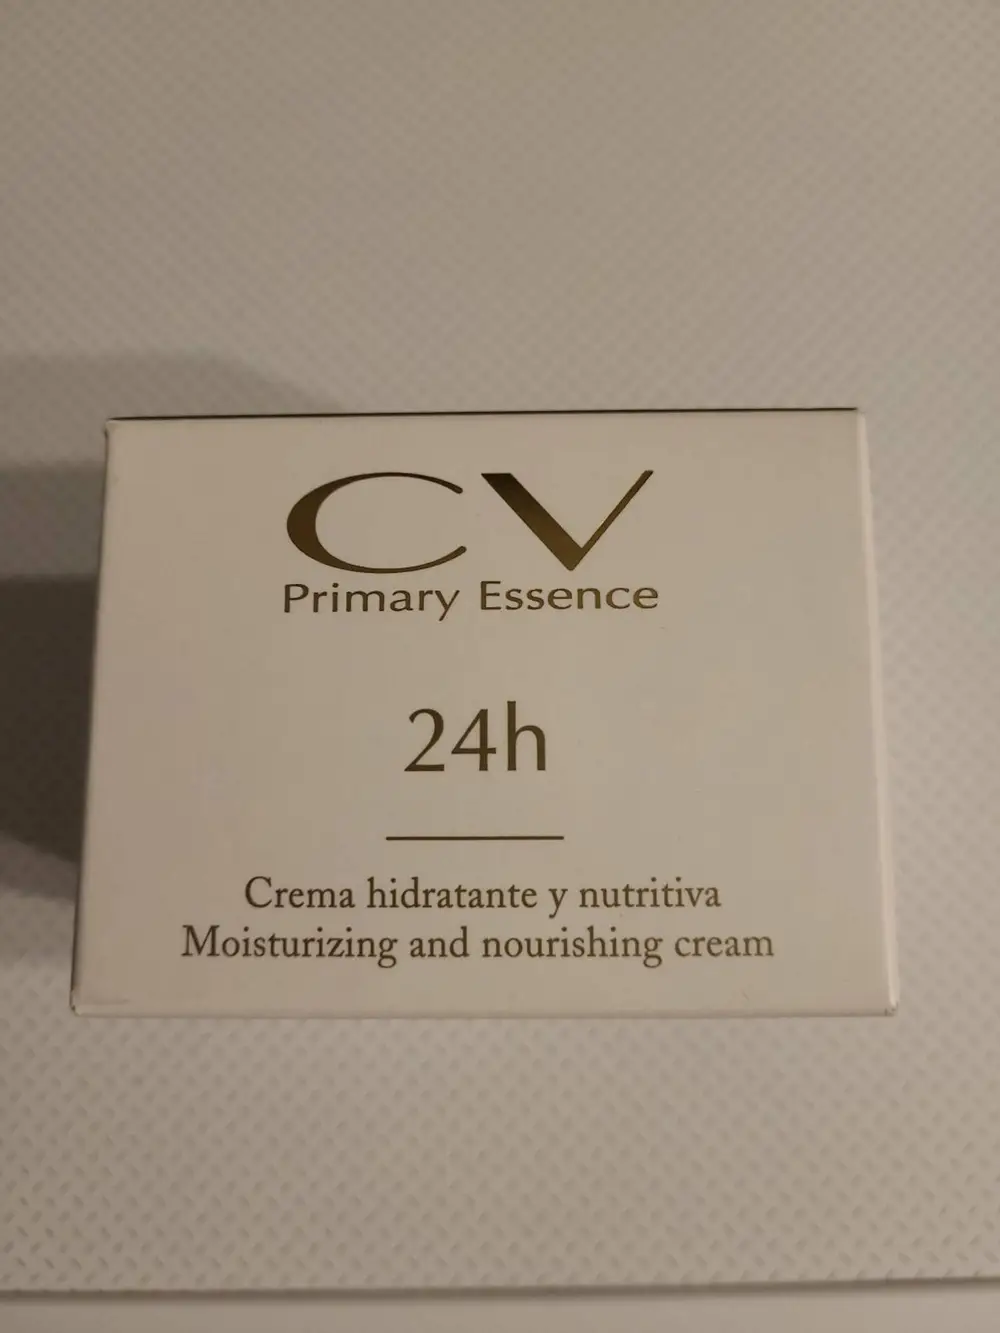 CV
Primary Essence
24h
Crema hidratante y nutritiva
Moisturizing and nourishing cream